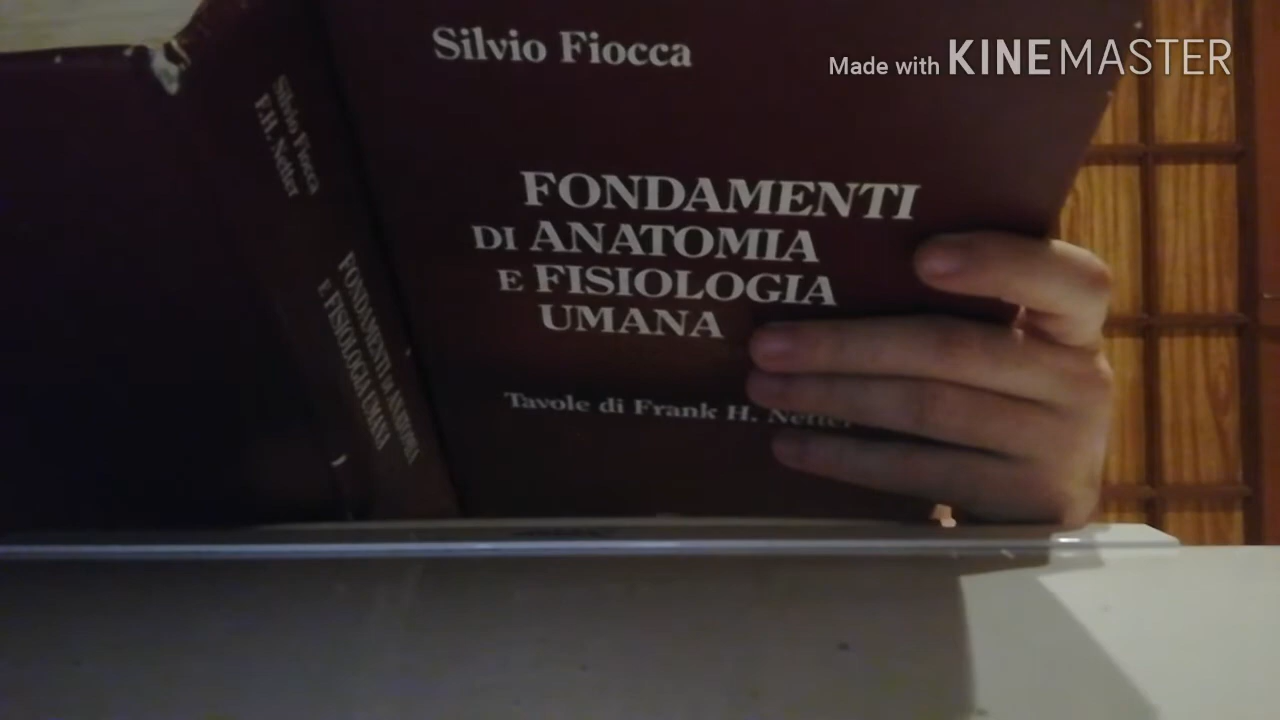 Silvio Fiocca
Made with KINEMASTER
FONDAMENTI
DI ANATOMIA
E FISIOLOGIA
UMANA
Tavole di Frank H. Netter
Silvio Fiocca
F.H. Netter
FONDAMENTI DI ANATOMIA
E FISIOLOGIA UMANA